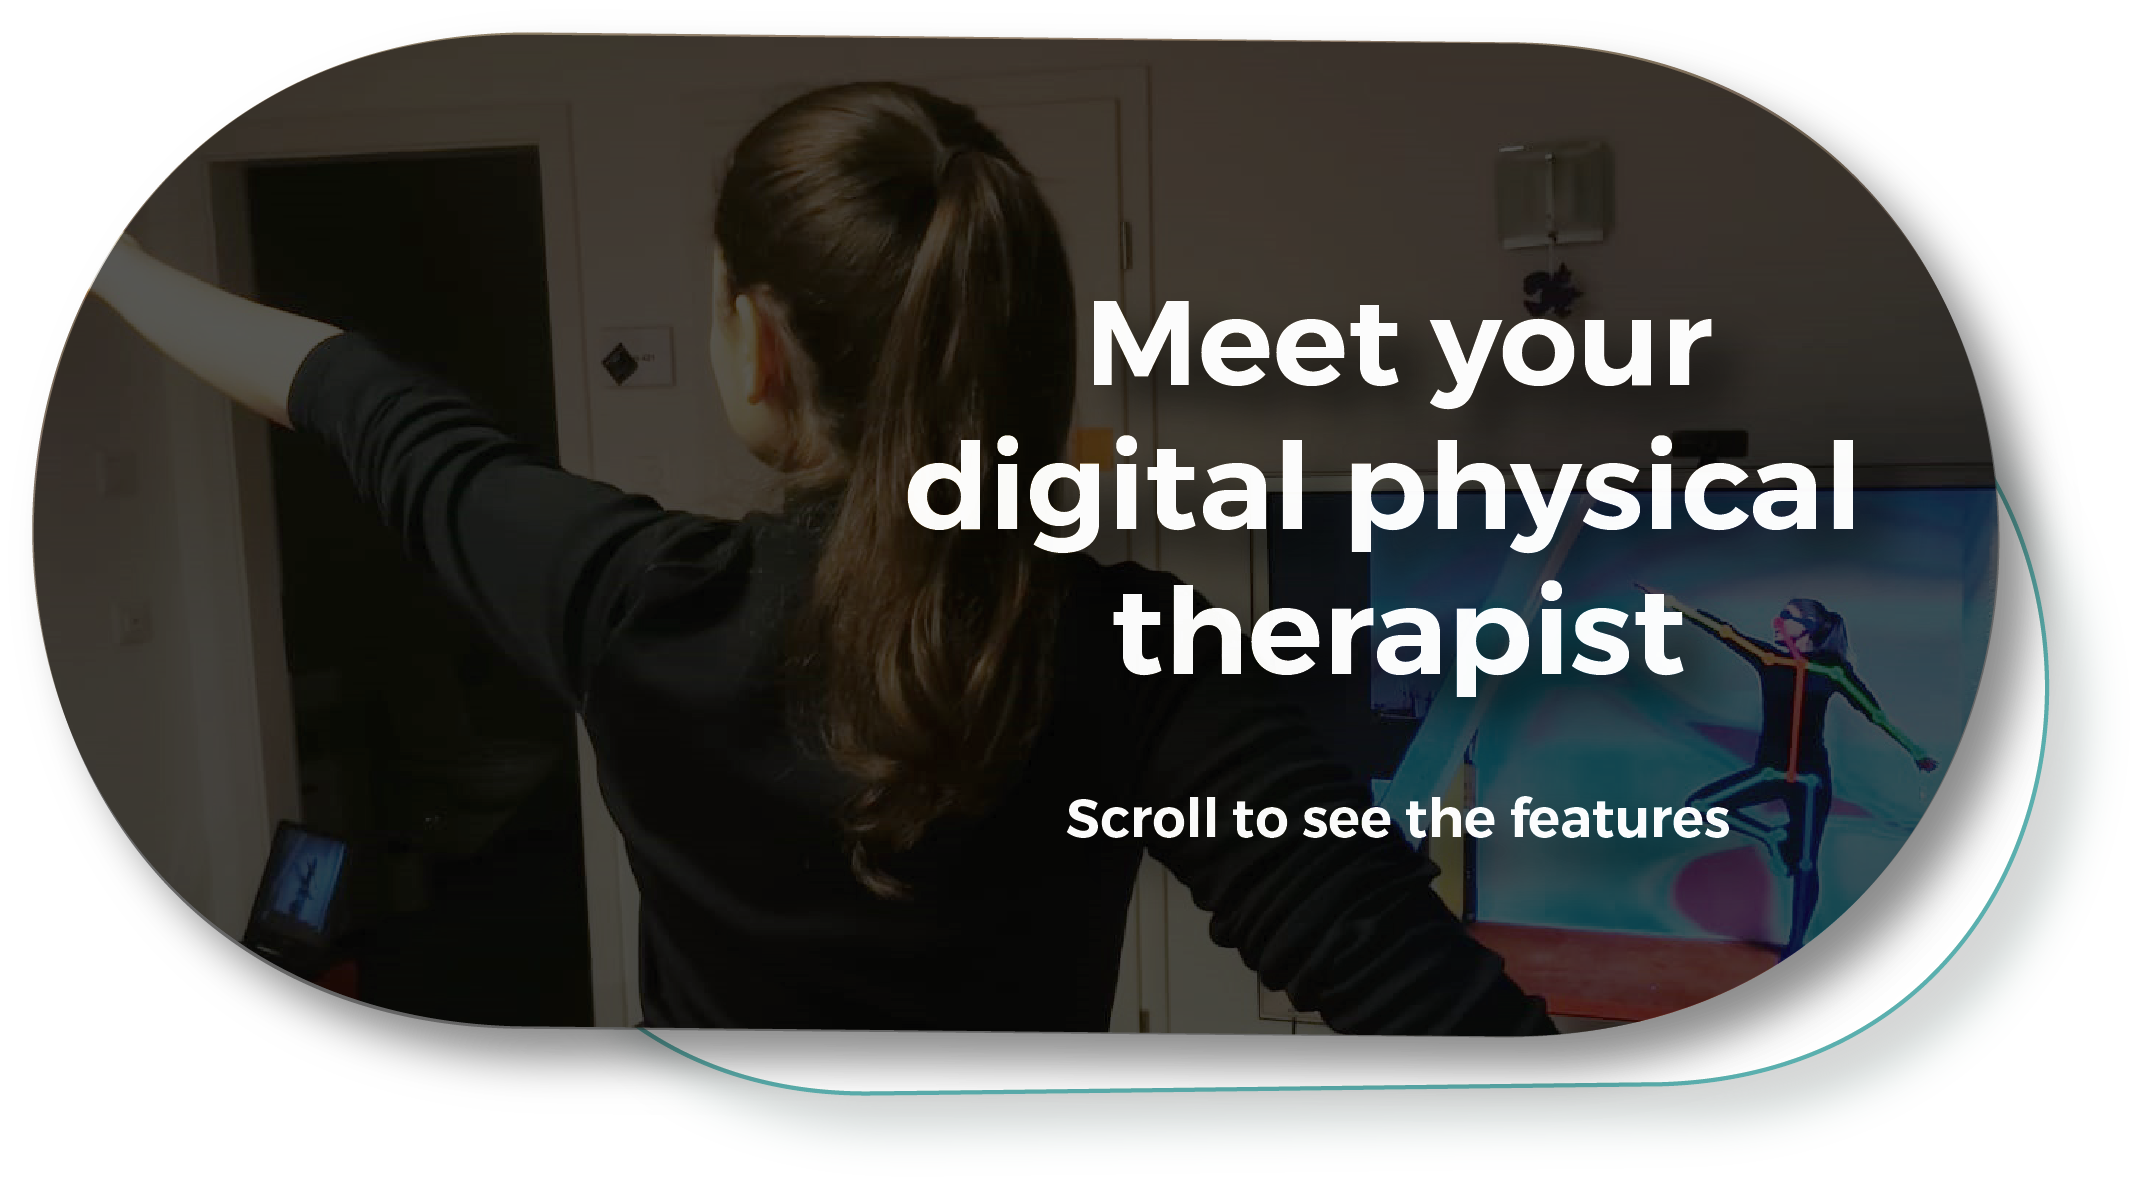 Meet your
digital physical
therapist
Scroll to see the features